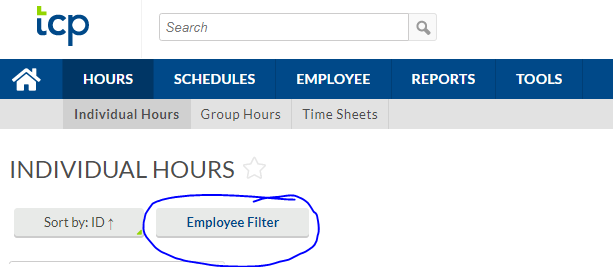 tcp
Search
HOURS SCHEDULES EMPLOYEE REPORTS TOOLS
Individual Hours Group Hours Time Sheets
INDIVIDUAL HOURS
Sort by: ID ↑ Employee Filter